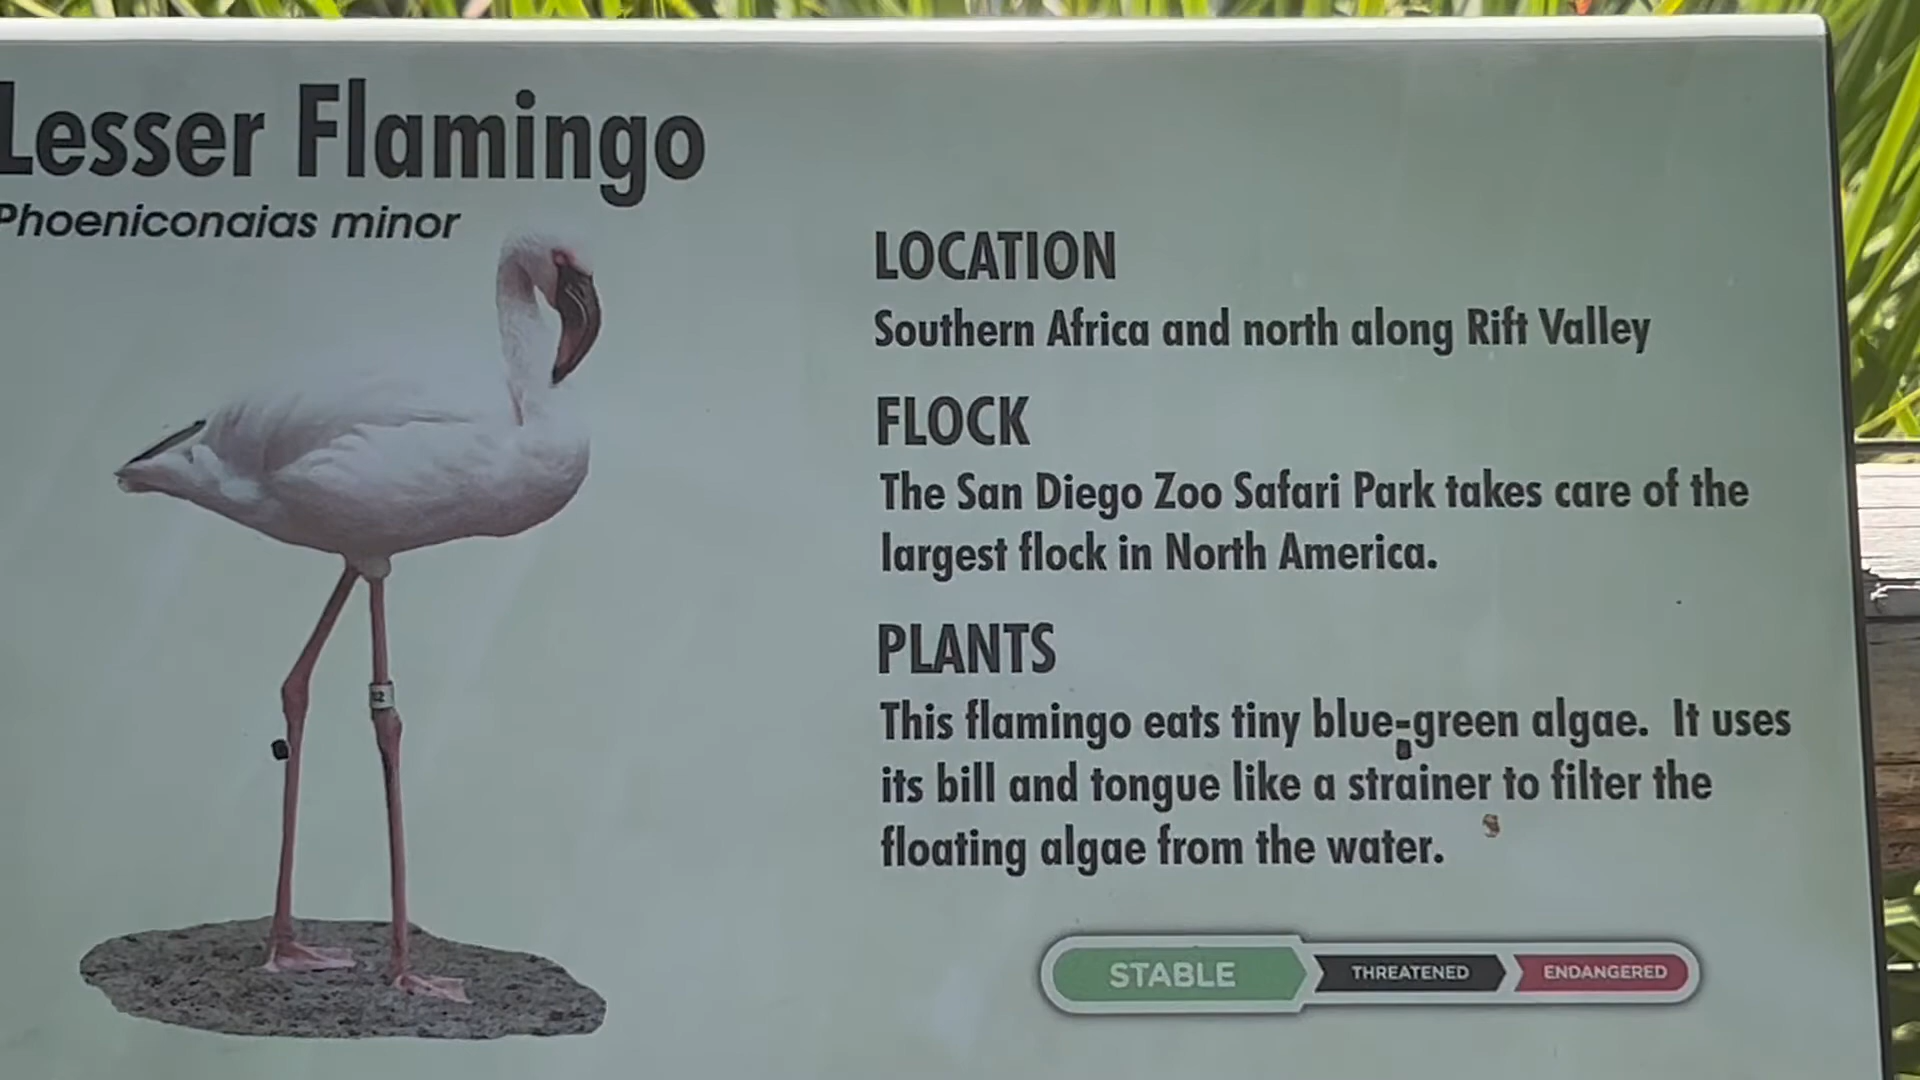 Lesser Flamingo
Phoeniconaias minor
LOCATION
Southern Africa and north along Rift Valley
FLOCK
The San Diego Zoo Safari Park takes care of the
largest flock in North America.
PLANTS
This flamingo eats tiny blue-green algae. It uses
its bill and tongue like a strainer to filter the
floating algae from the water.
STABLE THREATENED ENDANGERED